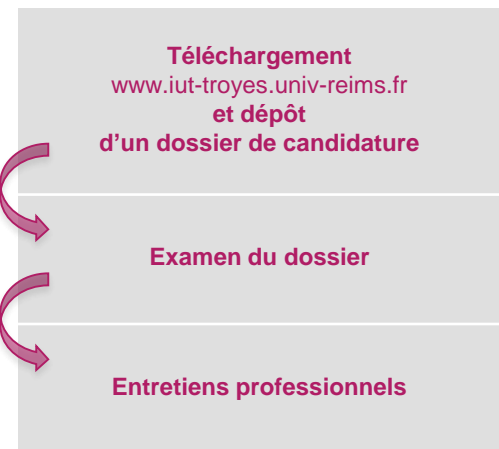 Téléchargement
www.iut-troyes.univ-reims.fr
et dépôt
d’un dossier de candidature
Examen du dossier
Entretiens professionnels